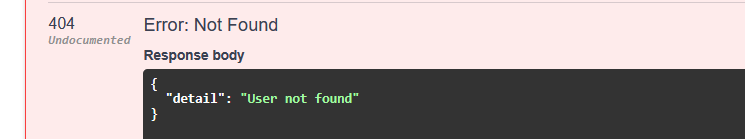 404
Undocumented
Error: Not Found
Response body
{
  "detail": "User not found"
}